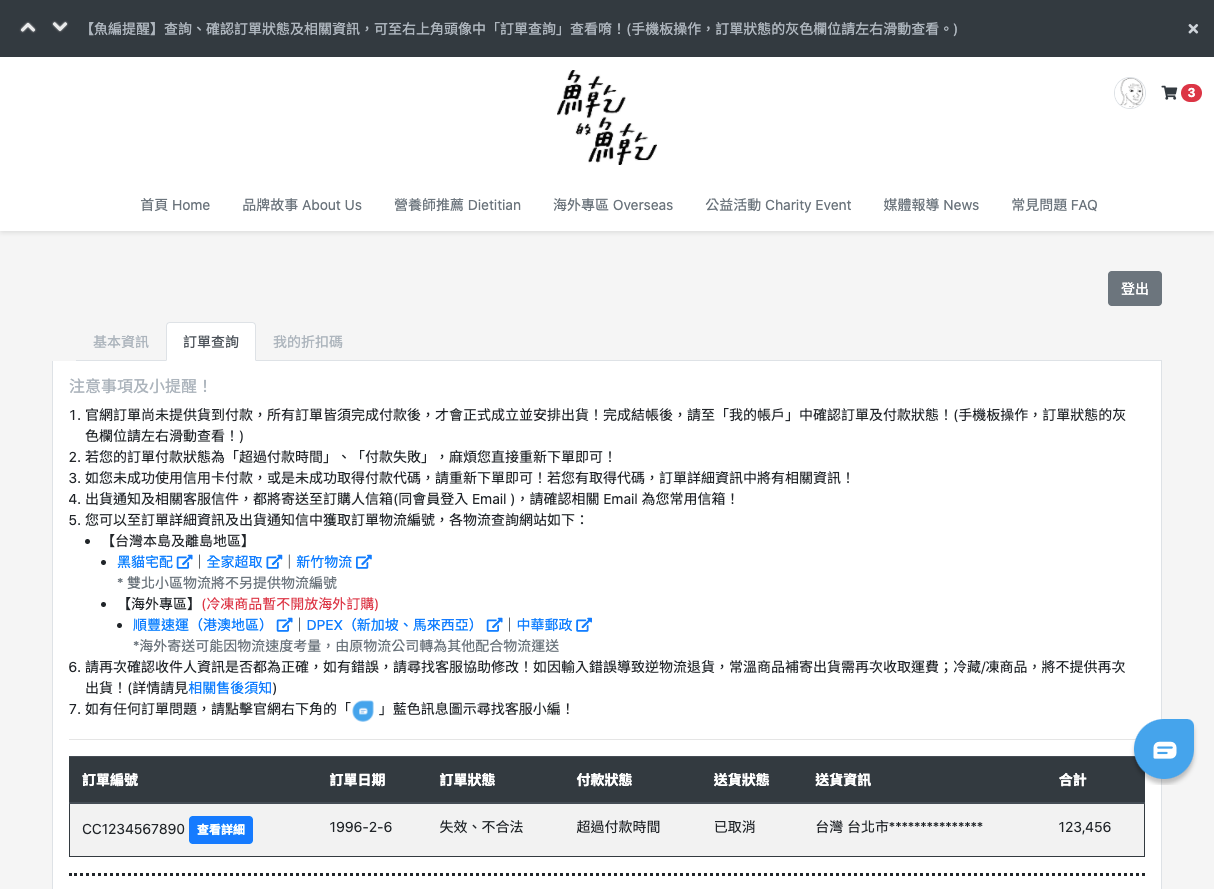 【魚編提醒】查詢、確認訂單狀態及相關資訊，可至右上角頭像中「訂單查詢」查看唷！(手機板操作，訂單狀態的灰色欄位請左右滑動查看。)
魚乾
的魚乾
3
首頁 Home 品牌故事 About Us 營養師推薦 Dietitian 海外專區 Overseas 公益活動 Charity Event 媒體報導 News 常見問題 FAQ
登出
基本資訊 訂單查詢 我的折扣碼
注意事項及小提醒！
1. 官網訂單尚未提供貨到付款，所有訂單皆須完成付款後，才會正式成立並安排出貨！完成結帳後，請至「我的帳戶」中確認訂單及付款狀態！(手機板操作，訂單狀態的灰
色欄位請左右滑動查看！)
2. 若您的訂單付款狀態為「超過付款時間」、「付款失敗」，麻煩您直接重新下單即可！
3. 如您未成功使用信用卡付款，或是未成功取得付款代碼，請重新下單即可！若您有取得代碼，訂單詳細資訊中將有相關資訊！
4. 出貨通知及相關客服信件，都將寄送至訂購人信箱(同會員登入 Email )，請確認相關 Email 為您常用信箱！
5. 您可以至訂單詳細資訊及出貨通知信中獲取訂單物流編號，各物流查詢網站如下：
【台灣本島及離島地區】
黑貓宅配｜全家超取｜新竹物流
* 雙北小區物流將不另提供物流編號
【海外專區】(冷凍商品暫不開放海外訂購)
順豐速運（港澳地區）｜DPEX（新加坡、馬來西亞）｜中華郵政
*海外寄送可能因物流速度考量，由原物流公司轉為其他配合物流運送
6. 請再次確認收件人資訊是否都為正確，如有錯誤，請尋找客服協助修改！如因輸入錯誤導致逆物流退貨，常溫商品補寄出貨需再次收取運費；冷藏/凍商品，將不提供再次
出貨！(詳情請見相關售後須知)
7. 如有任何訂單問題，請點擊官網右下角的「 」藍色訊息圖示尋找客服小編！
訂單編號 訂單日期 訂單狀態 付款狀態 送貨狀態 送貨資訊 合計
CC1234567890 查看詳細 1996-2-6 失效、不合法 超過付款時間 已取消 台灣 台北市*************** 123,456